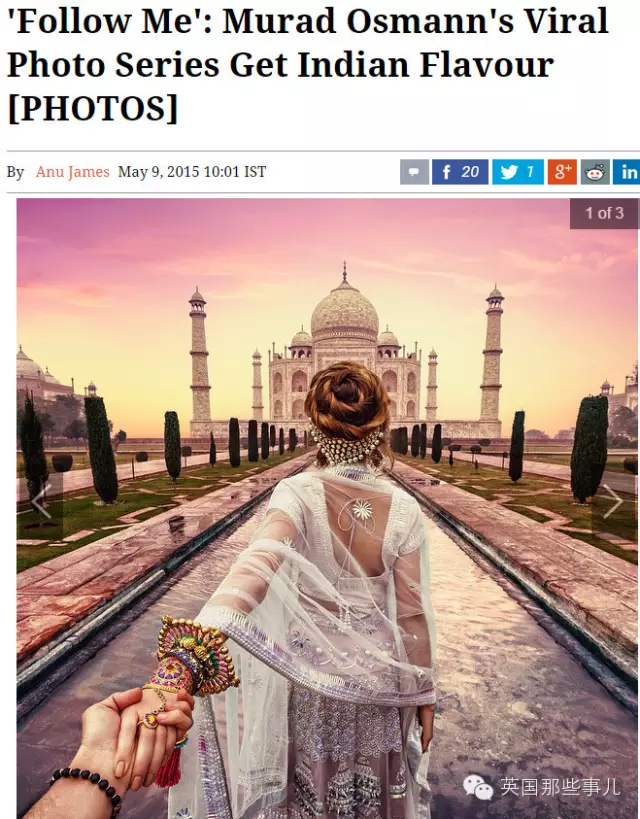 'Follow Me': Murad Osmann's Viral
Photo Series Get Indian Flavour
[PHOTOS]
By Anu James May 9, 2015 10:01 IST
f 20
1
g+
in
1 of 3
英国那些事儿